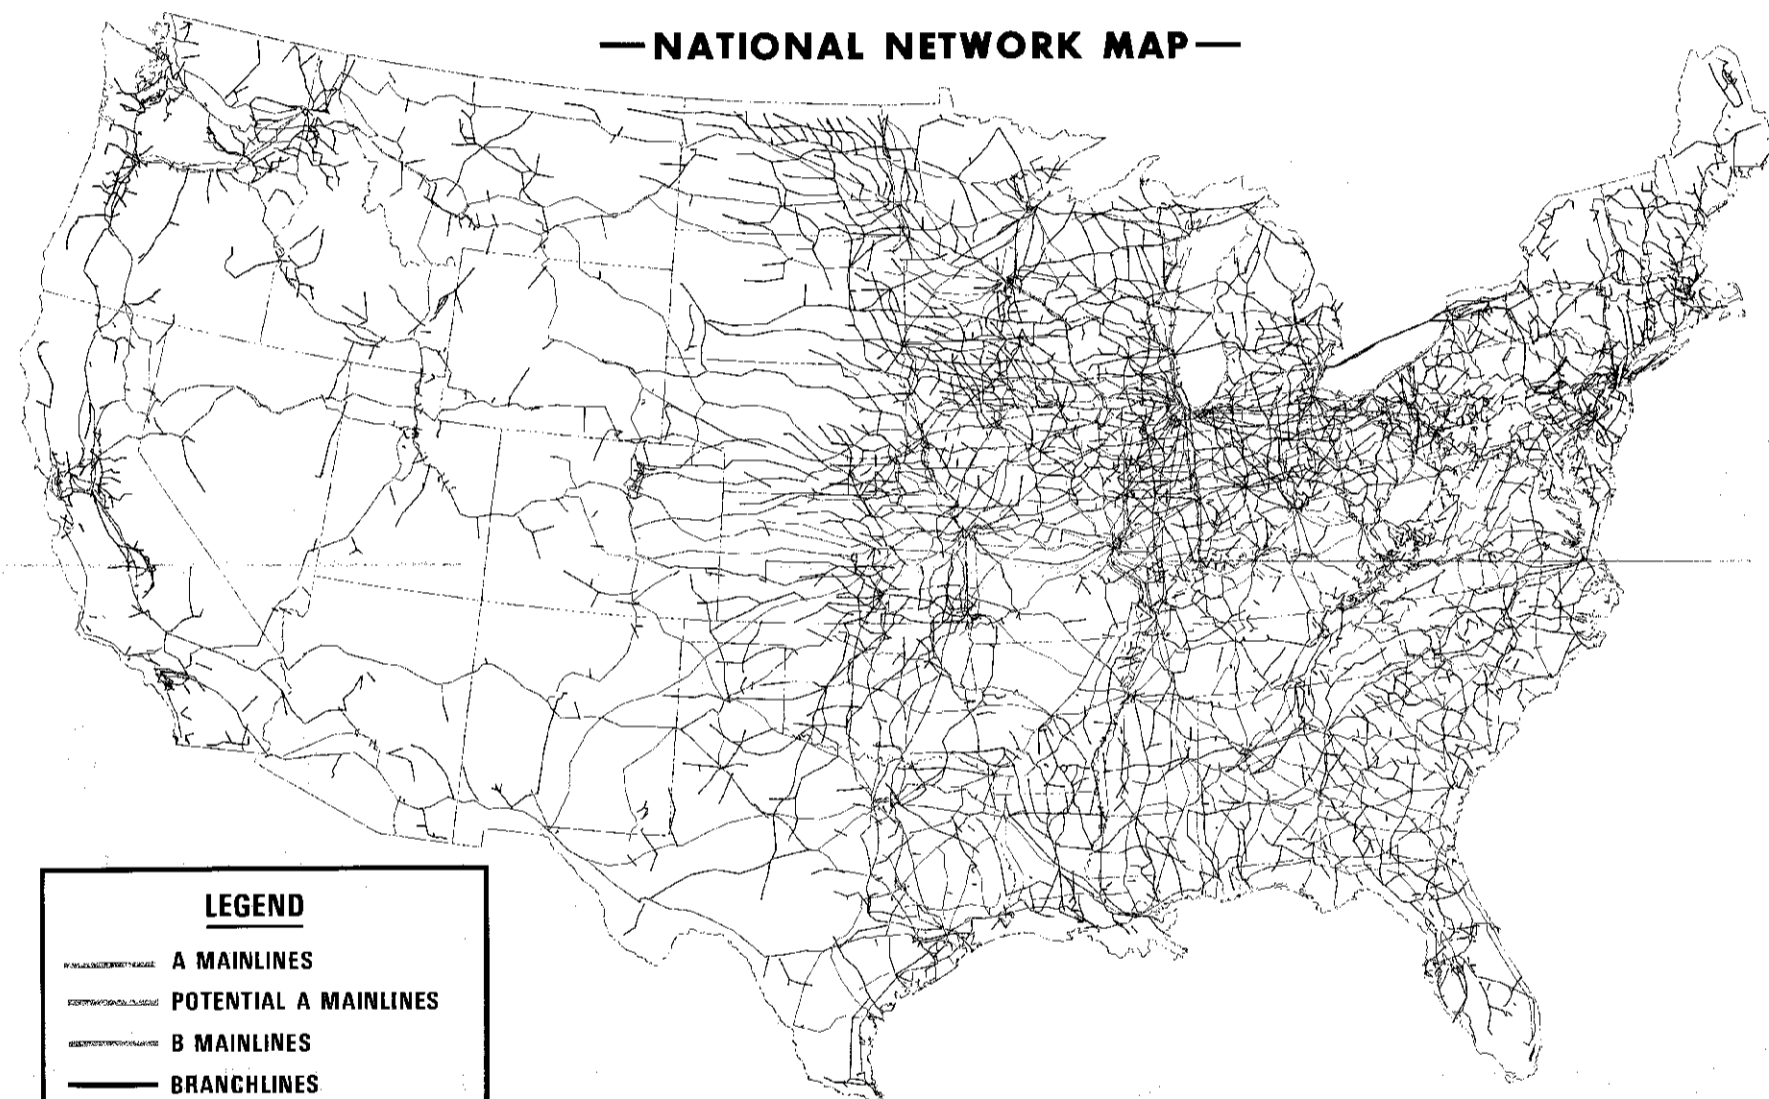 —NATIONAL NETWORK MAP—
LEGEND
A MAINLINES
POTENTIAL A MAINLINES
B MAINLINES
BRANCHLINES